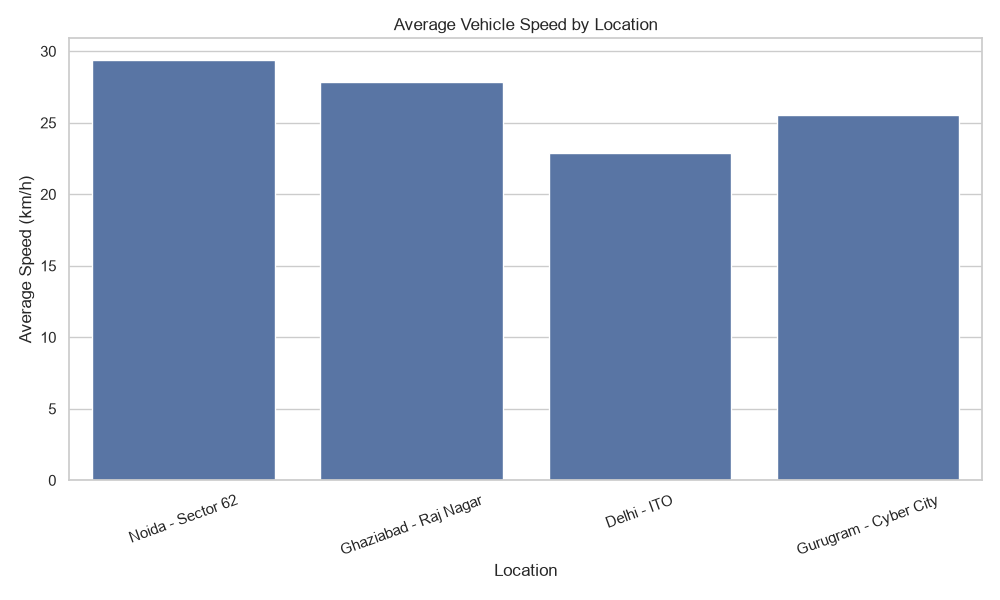 Average Vehicle Speed by Location
Average Speed (km/h)
30
25
20
15
10
5
0
Noida - Sector 62
Ghaziabad - Raj Nagar
Delhi - ITO
Gurugram - Cyber City
Location